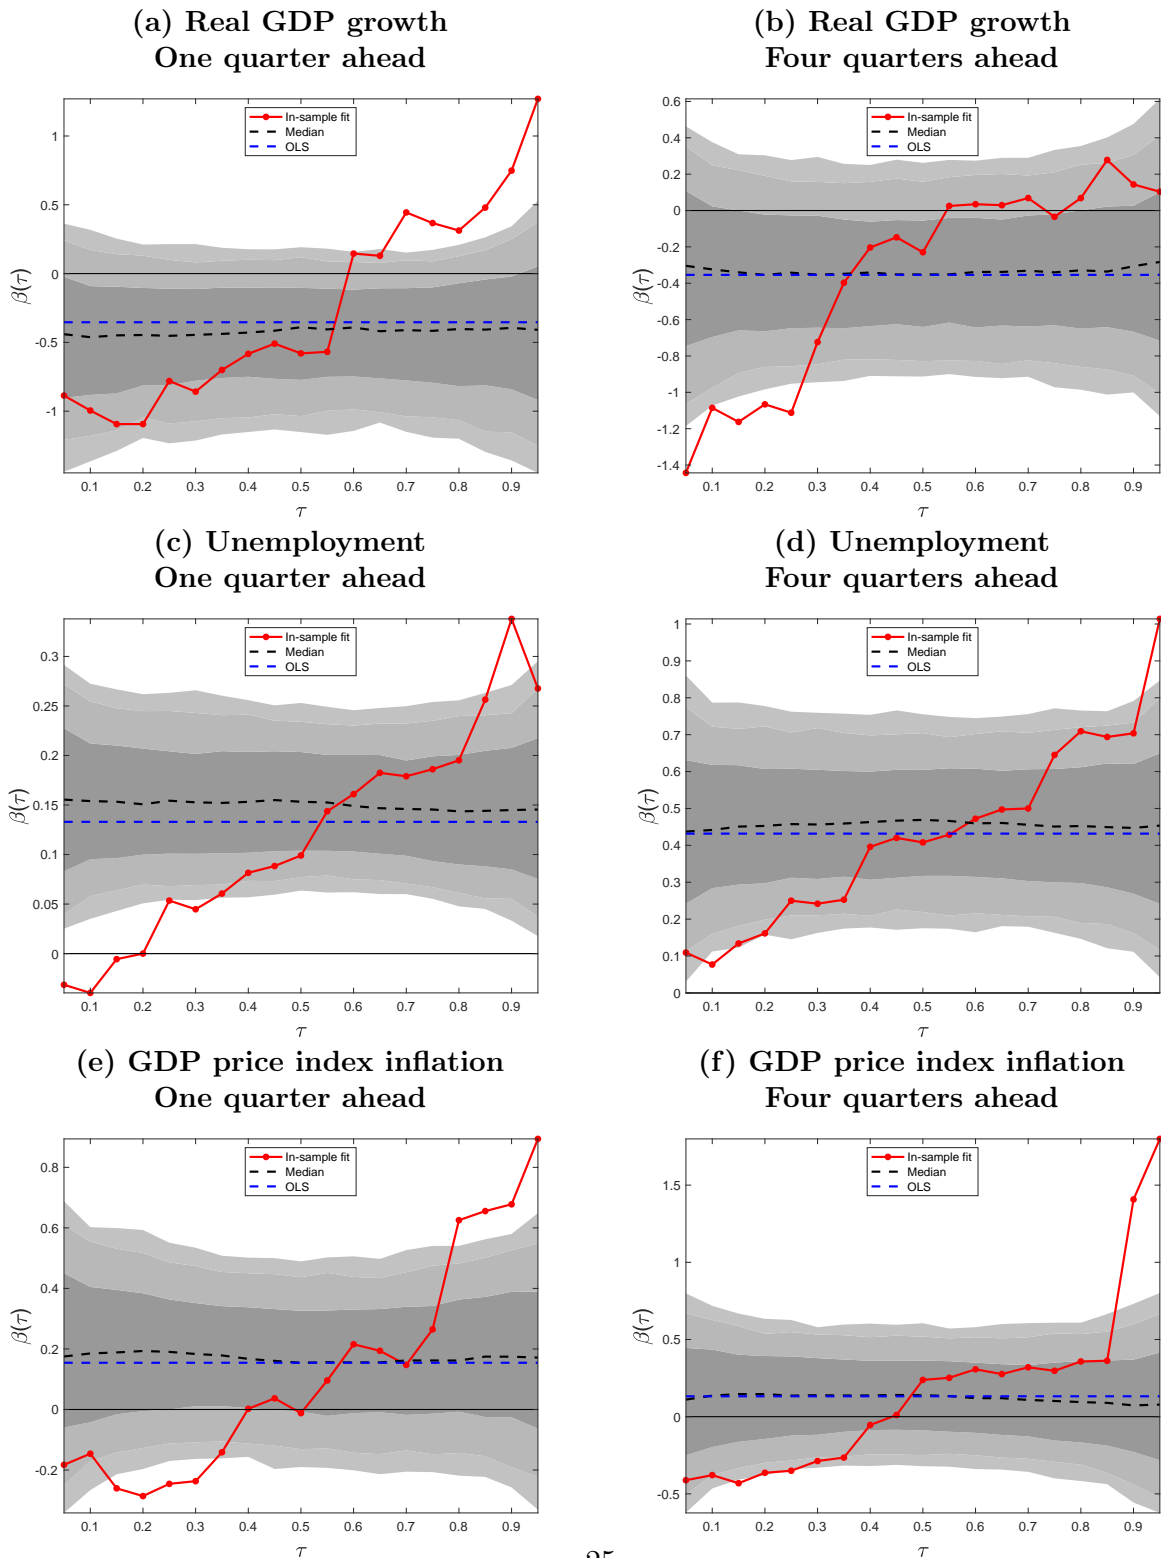 (a) Real GDP growth
One quarter ahead
1
0.5
0
-0.5
-1
β(τ)
In-sample fit
Median
OLS
0.1 0.2 0.3 0.4 0.5 0.6 0.7 0.8 0.9
τ
(b) Real GDP growth
Four quarters ahead
0.6
0.4
0.2
0
-0.2
-0.4
-0.6
-0.8
-1
-1.2
-1.4
β(τ)
In-sample fit
Median
OLS
0.1 0.2 0.3 0.4 0.5 0.6 0.7 0.8 0.9
τ
(c) Unemployment
One quarter ahead
0.3
0.25
0.2
0.15
0.1
0.05
0
β(τ)
In-sample fit
Median
OLS
0.1 0.2 0.3 0.4 0.5 0.6 0.7 0.8 0.9
τ
(d) Unemployment
Four quarters ahead
1
0.9
0.8
0.7
0.6
0.5
0.4
0.3
0.2
0.1
0
β(τ)
In-sample fit
Median
OLS
0.1 0.2 0.3 0.4 0.5 0.6 0.7 0.8 0.9
τ
(e) GDP price index inflation
One quarter ahead
0.8
0.6
0.4
0.2
0
-0.2
β(τ)
In-sample fit
Median
OLS
0.1 0.2 0.3 0.4 0.5 0.6 0.7 0.8 0.9
τ
(f) GDP price index inflation
Four quarters ahead
1.5
1
0.5
0
-0.5
β(τ)
In-sample fit
Median
OLS
0.1 0.2 0.3 0.4 0.5 0.6 0.7 0.8 0.9
τ